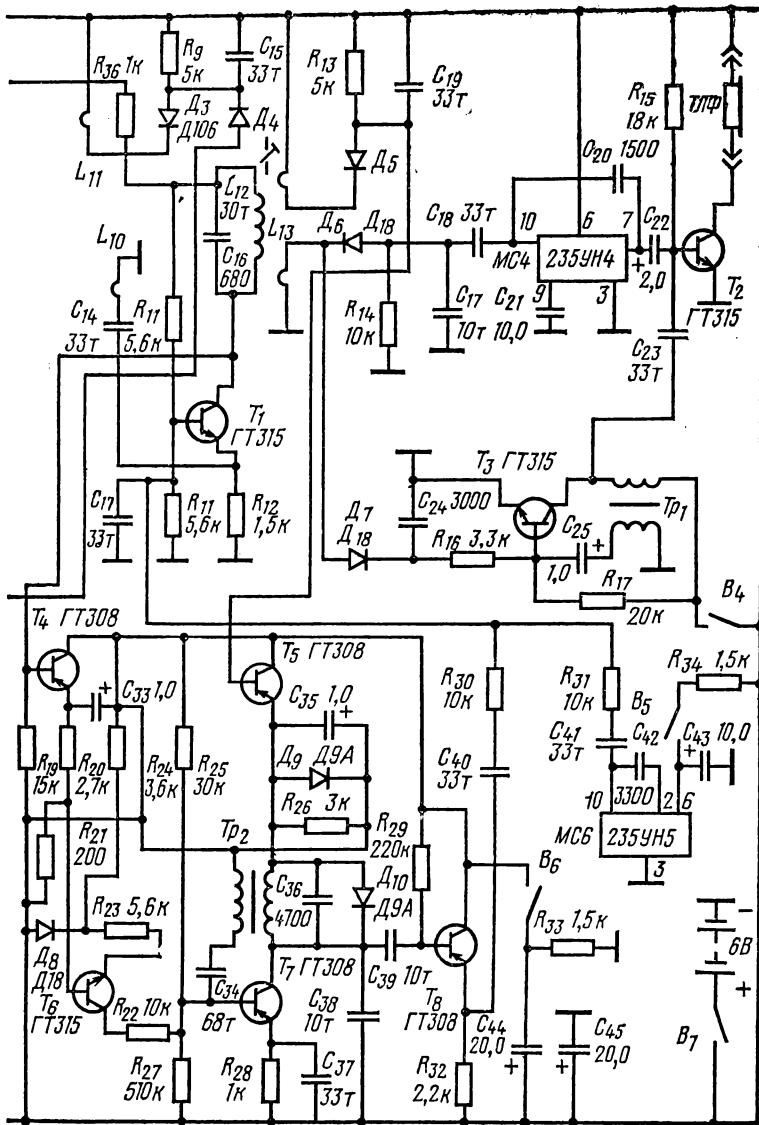 R36 1к
R9
5к
C15
33т
R13
5к
C19
33т
R15
18к
ТЛФ
Д3
Д106
Д4
Д5
C20 1500
L11
L12
30т
L13
Д6
Д18
C18
33т
10
6
7
C22
МС4
235УН4
2,0
+
T2
ГТ315
L10
C16
680
C14
33т
R11
5,6к
R14
10к
C17
10т
C21
10,0
9
3
C23
33т
T1
ГТ315
T3 ГТ315
C17
33т
R11
5,6к
R12
1,5к
Д7
Д18
C24
3000
R16
3,3к
C25
+
1,0
Тр1
R17
20к
B4
T4 ГТ308
T5 ГТ308
R30
10к
R31
10к
B5
R34
1,5к
+
C33
1,0
C35
1,0
+
R19
15к
R20
2,7к
R24
3,6к
R25
30к
Д9
Д9А
C40
33т
C41
33т
C42
C43
10,0
+
R26
3к
3300
10
2
6
R21
200
Тр2
R29
220к
МС6
235УН5
3
C36
4700
Д10
Д9А
B6
R23 5,6к
R33
1,5к
−
6В
+
Д8
Д18
T7 ГТ308
C39
10т
T6
ГТ315
C34
68т
T8
ГТ308
R22 10к
C38
10т
C44
20,0
+
C45
20,0
+
B7
R27
510к
R28
1к
C37
33т
R32
2,2к